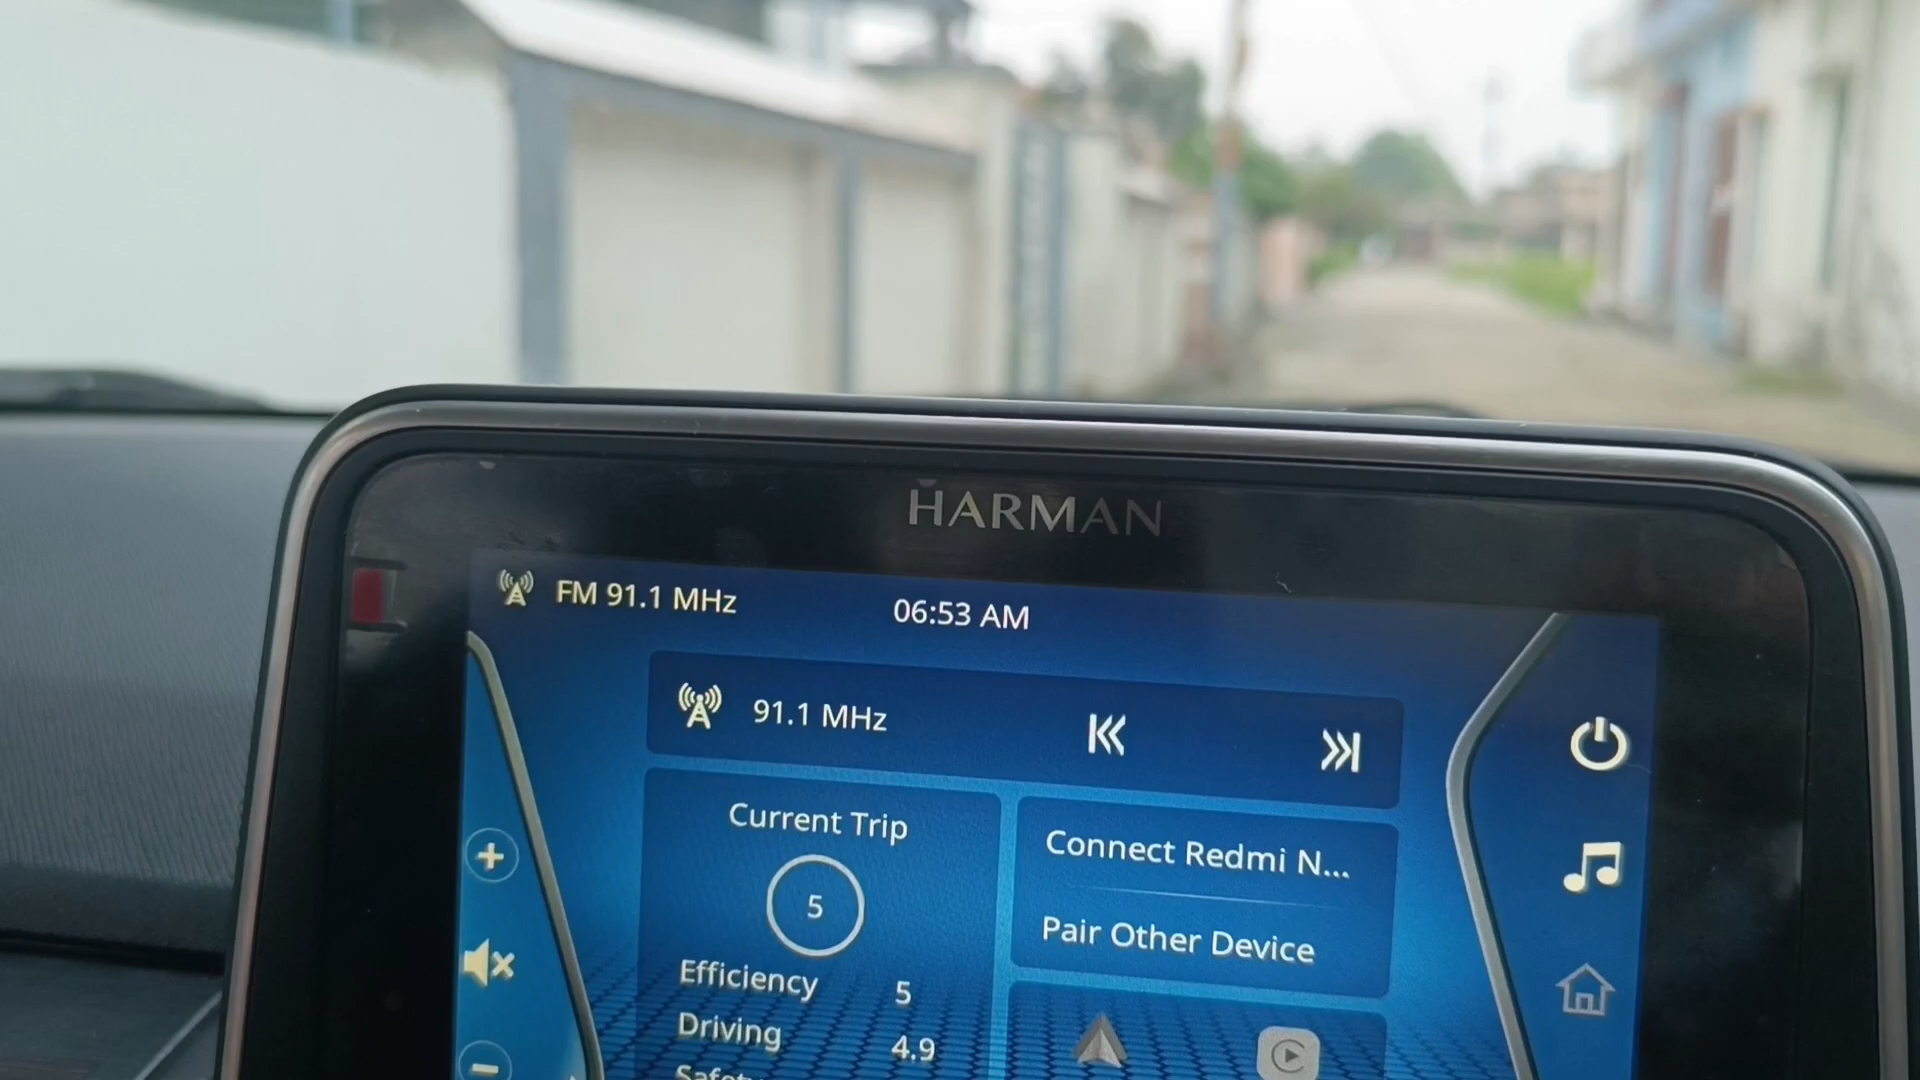 HARMAN
FM 91.1 MHz
06:53 AM
91.1 MHz
Current Trip
5
Efficiency 5
Driving 4.9
Connect Redmi N...
Pair Other Device